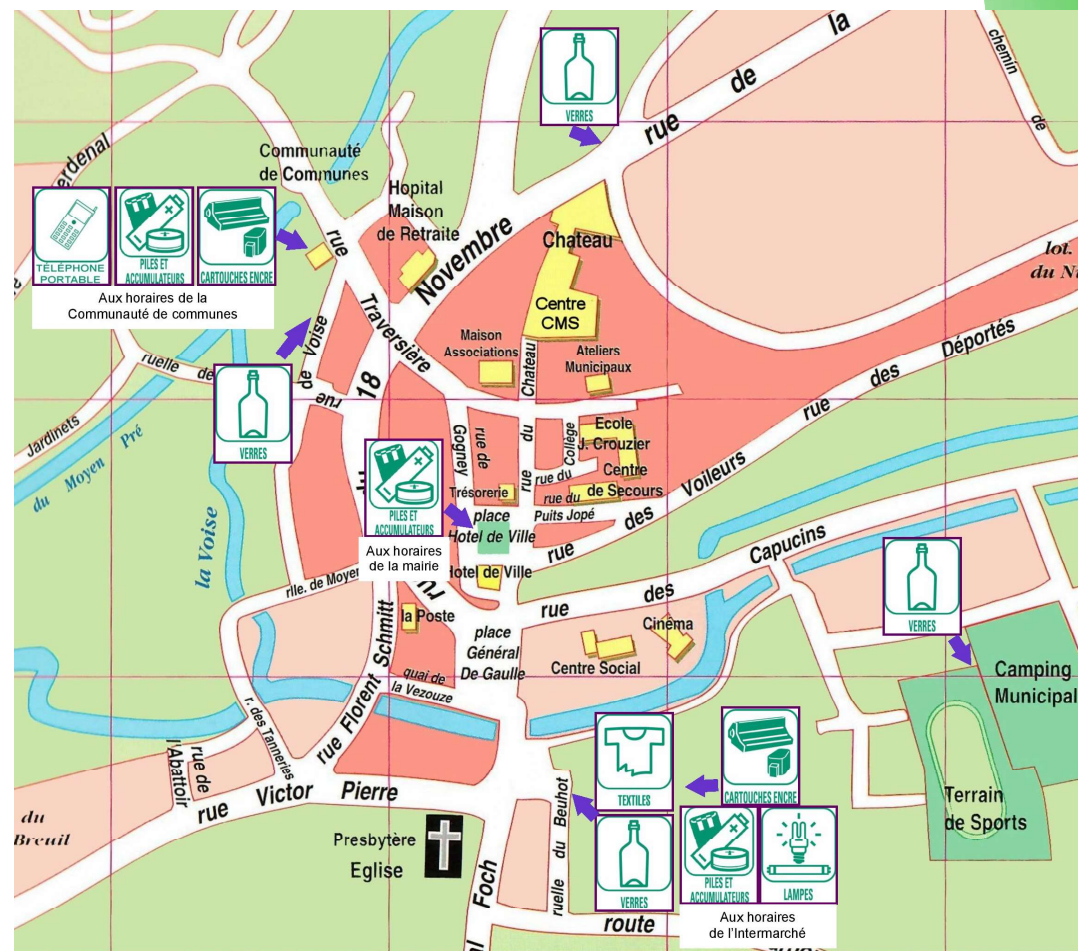 VERRES
rue de la
chemin
de
erdenal
Communauté
de Communes
Hopital
Maison
de Retraite
TÉLÉPHONE
PORTABLE
PILES ET
ACCUMULATEURS
CARTOUCHES ENCRE
Aux horaires de la
Communauté de communes
rue
Traversière
Novembre
18
Chateau
Centre
CMS
lot.
du Ni
Maison
Associations
Ateliers
Municipaux
rue des Déportés
ruelle de
rue de Voise
rue
Jardinets
du Moyen Pré
la Voise
VERRES
rue du Chateau
rue de
Gogney
Collège
rue du
Ecole
J. Crouzier
Centre
de Secours
rue du
Puits Jopé
Trésorerie
PILES ET
ACCUMULATEURS
Aux horaires
de la mairie
place
Hotel de Ville
Hotel de Ville
rue des Voileurs
rue des Capucins
rlle. de Moyen
la Poste
place
Général
De Gaulle
Cinéma
Centre Social
VERRES
Camping
Municipal
Terrain
de Sports
quai de
la Vezouze
rue Florent Schmitt
r. des Tanneries
rue de
l'Abattoir
rue Victor Pierre
du
Breuil
Presbytère
Eglise
Foch
ruelle du Beuhot
TEXTILES
CARTOUCHES ENCRE
VERRES
PILES ET
ACCUMULATEURS
LAMPES
Aux horaires
de l'Intermarché
route